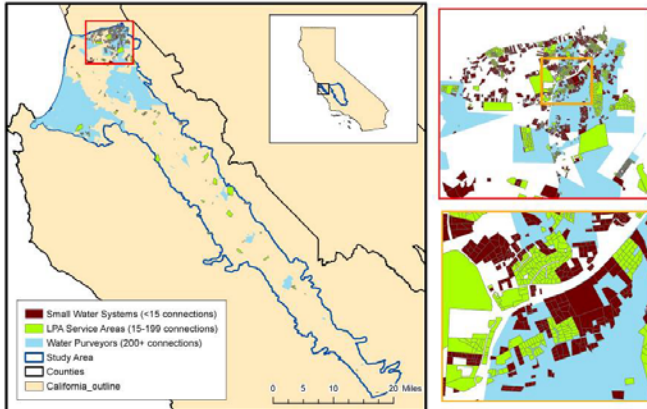 Small Water Systems (<15 connections)
LPA Service Areas (15-199 connections)
Water Purveyors (200+ connections)
Study Area
Counties
California_outline
0 5 10 20 Miles